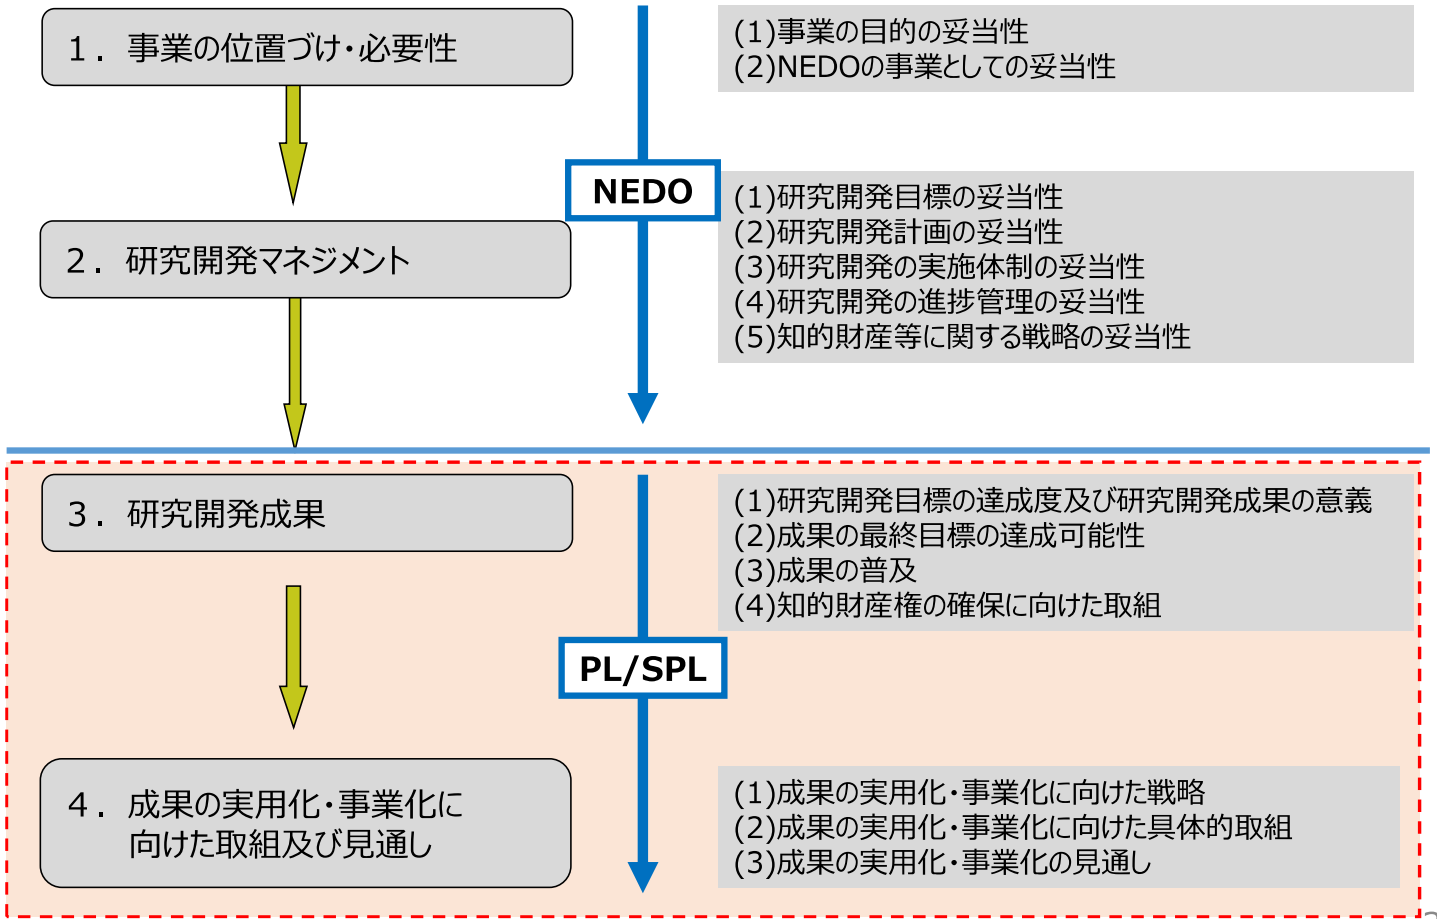 １．事業の位置づけ・必要性
(1)事業の目的の妥当性
(2)NEDOの事業としての妥当性
NEDO
２．研究開発マネジメント
(1)研究開発目標の妥当性
(2)研究開発計画の妥当性
(3)研究開発の実施体制の妥当性
(4)研究開発の進捗管理の妥当性
(5)知的財産等に関する戦略の妥当性
３．研究開発成果
(1)研究開発目標の達成度及び研究開発成果の意義
(2)成果の最終目標の達成可能性
(3)成果の普及
(4)知的財産権の確保に向けた取組
PL/SPL
４．成果の実用化・事業化に
向けた取組及び見通し
(1)成果の実用化・事業化に向けた戦略
(2)成果の実用化・事業化に向けた具体的取組
(3)成果の実用化・事業化の見通し